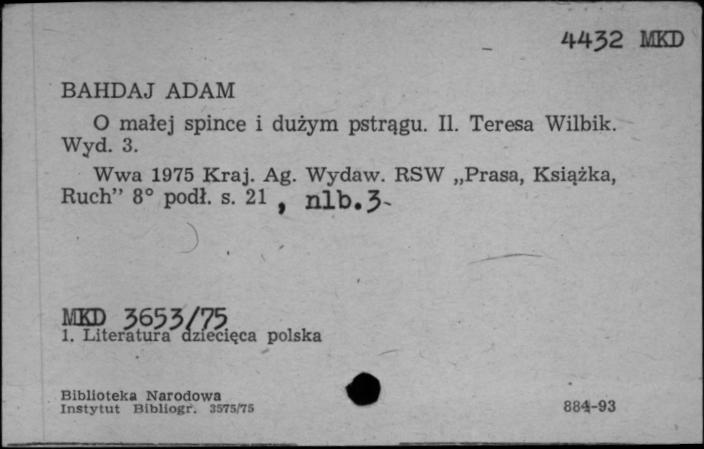 4432 MKD
BAHDAJ ADAM
O małej spince i dużym pstrągu. Il. Teresa Wilbik.
Wyd. 3.
Wwa 1975 Kraj. Ag. Wydaw. RSW „Prasa, Książka,
Ruch” 8° podł. s. 21 , nlb.3-
MKD 3653/75
1. Literatura dziecięca polska
Biblioteka Narodowa
Instytut Bibliogr. 3575/75
884-93